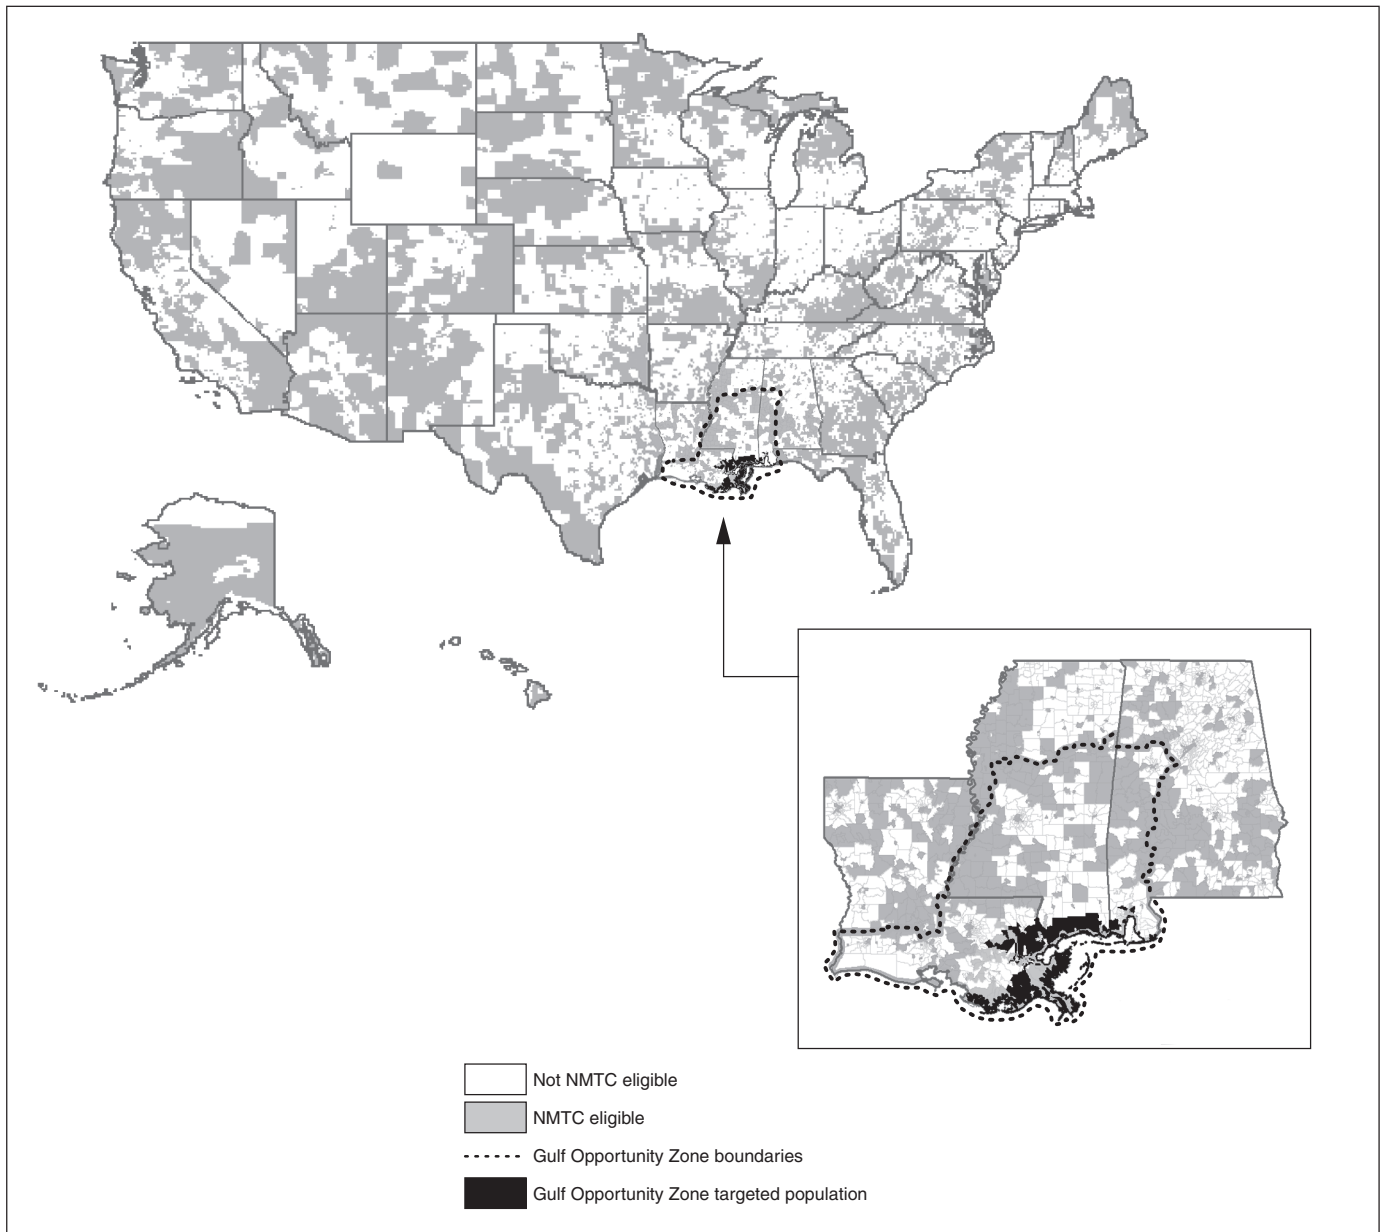 Not NMTC eligible
NMTC eligible
Gulf Opportunity Zone boundaries
Gulf Opportunity Zone targeted population